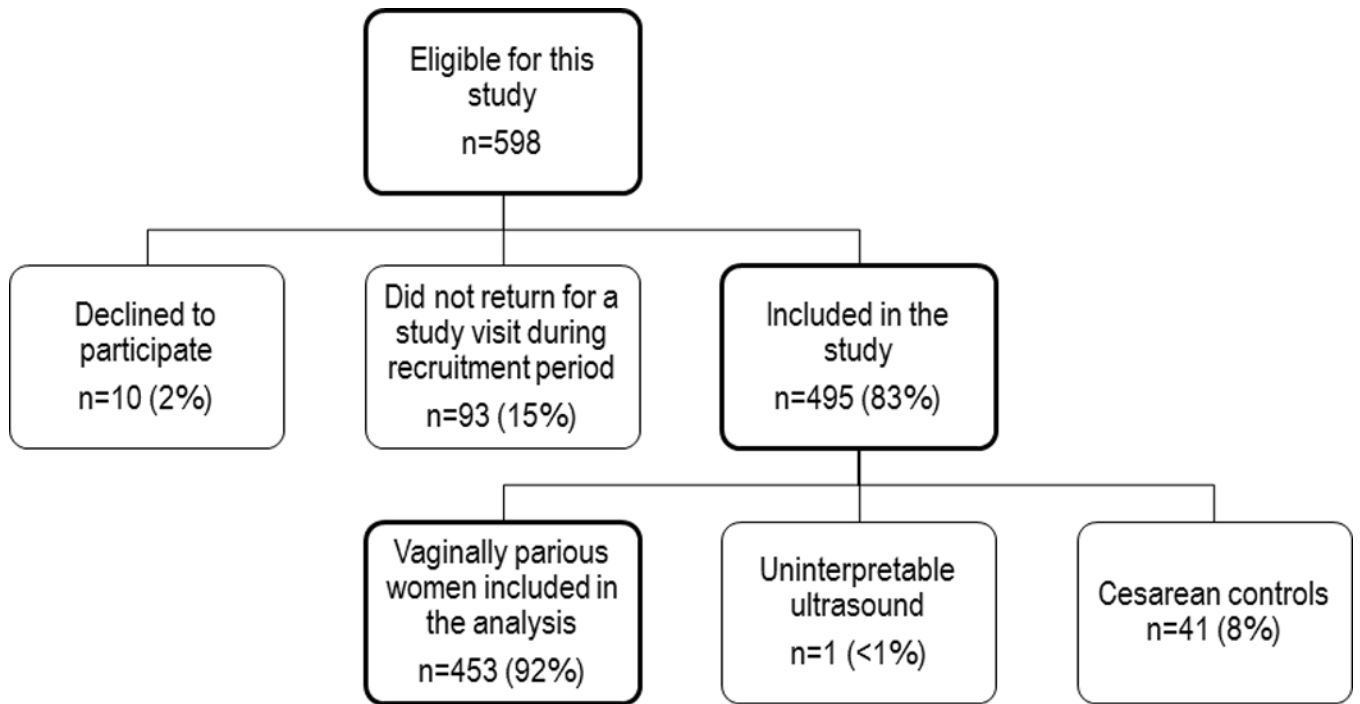 Eligible for this
study
n=598
Declined to
participate
n=10 (2%)
Did not return for a
study visit during
recruitment period
n=93 (15%)
Included in the
study
n=495 (83%)
Vaginally parious
women included in
the analysis
n=453 (92%)
Uninterpretable
ultrasound
n=1 (<1%)
Cesarean controls
n=41 (8%)